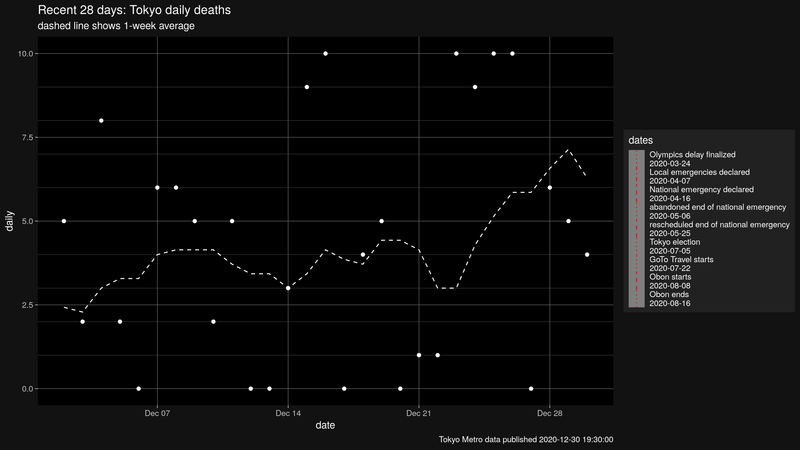 Recent 28 days: Tokyo daily deaths
dashed line shows 1-week average
10.0
7.5
5.0
2.5
0.0
daily
Dec 07
Dec 14
Dec 21
Dec 28
date
dates
Olympics delay finalized
2020-03-24
Local emergencies declared
2020-04-07
National emergency declared
2020-04-16
abandoned end of national emergency
2020-05-06
rescheduled end of national emergency
2020-05-25
Tokyo election
2020-07-05
GoTo Travel starts
2020-07-22
Obon starts
2020-08-08
Obon ends
2020-08-16
Tokyo Metro data published 2020-12-30 19:30:00